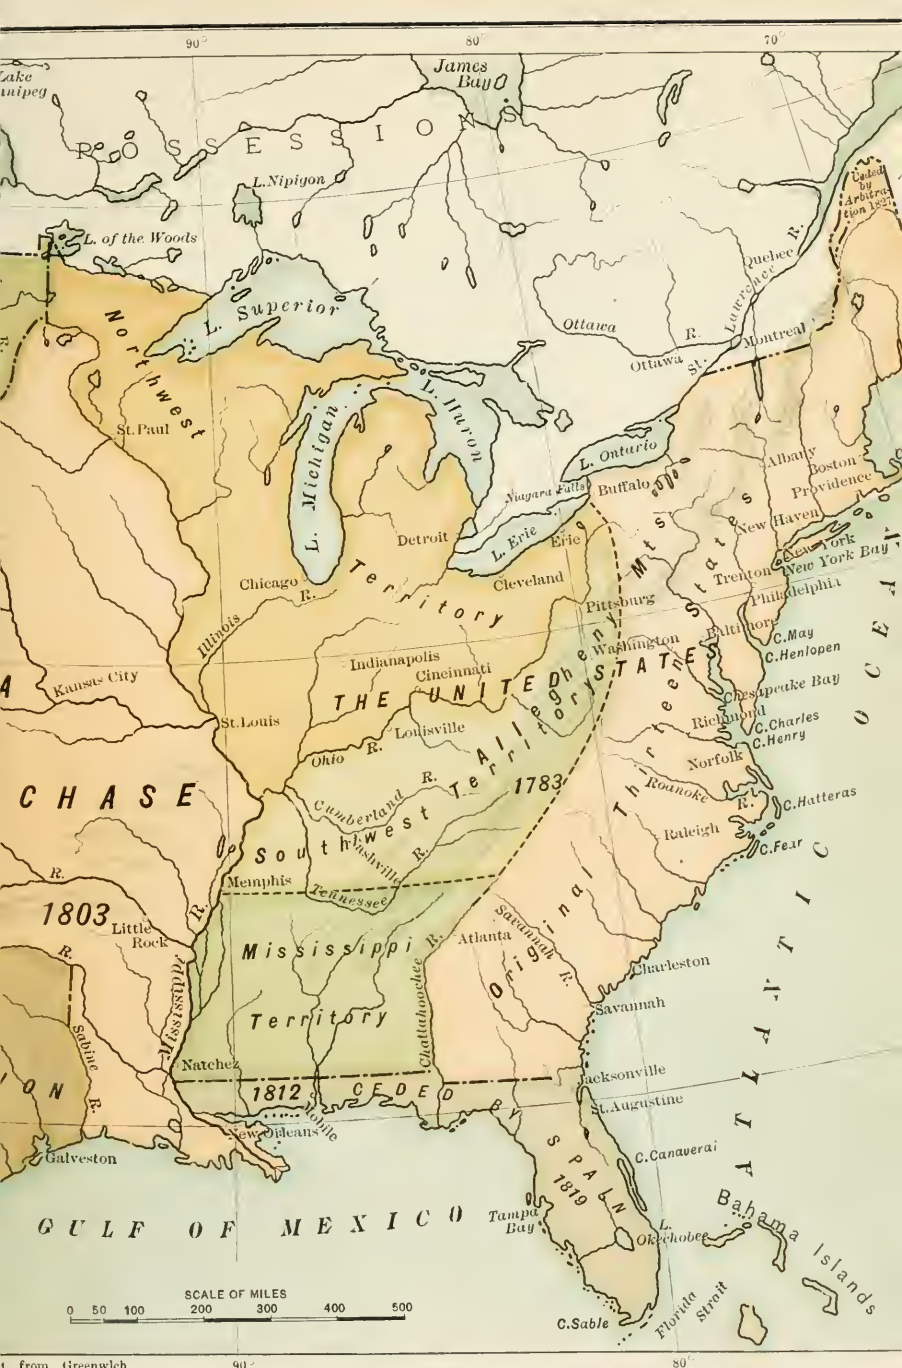 90°
80°
70°
Lake
nnipeg
James
Bay
POSSESSIONS
L.Nipigon
L. of the Woods
Ceded
by
Arbitra-
tion 1827
Quebec
R.
Lawrence
St.
Montreal
Ottawa
R.
Ottawa
L. Superior
Northwest
Territory
R.
St.Paul
L. Michigan
L. Huron
L. Ontario
Niagara Falls
Buffalo
L. Erie
Erie
Detroit
Cleveland
Chicago
Illinois
R.
Albany
Boston
Providence
New Haven
New York
New York Bay
Trenton
Philadelphia
Pittsburg
Washington
Baltimore
C.May
C.Henlopen
Indianapolis
Cincinnati
THE UNITED STATES
1783
Allegheny Mts
Thirteen Original States
A
Kansas City
St.Louis
Louisville
Ohio R.
Chesapeake Bay
Richmond
C.Charles
C.Henry
Norfolk
Roanoke
R.
C.Hatteras
Raleigh
C.Fear
CHASE
1803
R.
Cumberland
R.
Southwest Territory
Nashville
R.
Memphis
Tennessee
Little
Rock
R.
Mississippi
R.
Mississippi
Territory
Chattahoochee
R.
Atlanta
Savannah
R.
Charleston
Savannah
Sabine
R.
ION
Natchez
1812
CEDED BY
SPAIN
1819
Jacksonville
St.Augustine
Mobile
New Orleans
Galveston
C.Canaveral
Tampa
Bay
L.
Okechobee
GULF OF MEXICO
ATLANTIC OCEAN
Bahama Islands
C.Sable
Florida
Strait
SCALE OF MILES
0 50 100 200 300 400 500
from Greenwich
90°
80°